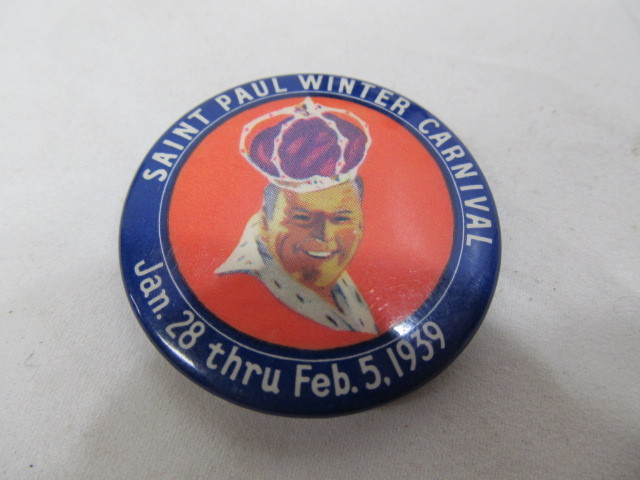 SAINT PAUL WINTER CARNIVAL
Jan. 28 thru Feb. 5, 1939